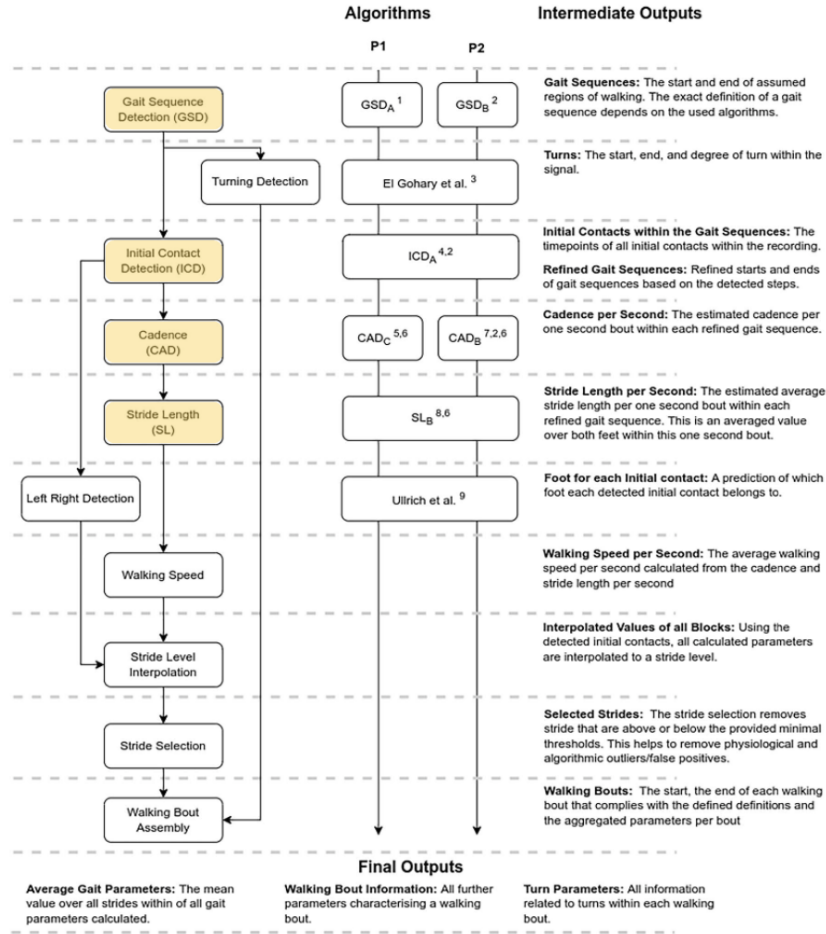 Algorithms
Intermediate Outputs
P1
P2
Gait Sequence
Detection (GSD)
GSDA 1
GSDB 2
Gait Sequences: The start and end of assumed
regions of walking. The exact definition of a gait
sequence depends on the used algorithms.
Turning Detection
El Gohary et al. 3
Turns: The start, end, and degree of turn within the
signal.
Initial Contact
Detection (ICD)
ICDA 4,2
Initial Contacts within the Gait Sequences: The
timepoints of all initial contacts within the recording.
Refined Gait Sequences: Refined starts and ends
of gait sequences based on the detected steps.
Cadence
(CAD)
CADC 5,6
CADB 7,2,6
Cadence per Second: The estimated cadence per
one second bout within each refined gait sequence.
Stride Length
(SL)
SLB 8,6
Stride Length per Second: The estimated average
stride length per one second bout within each
refined gait sequence. This is an averaged value
over both feet within this one second bout.
Left Right Detection
Ullrich et al. 9
Foot for each Initial contact: A prediction of which
foot each detected initial contact belongs to.
Walking Speed
Walking Speed per Second: The average walking
speed per second calculated from the cadence and
stride length per second
Stride Level
Interpolation
Interpolated Values of all Blocks: Using the
detected initial contacts, all calculated parameters
are interpolated to a stride level.
Stride Selection
Selected Strides: The stride selection removes
stride that are above or below the provided minimal
thresholds. This helps to remove physiological and
algorithmic outliers/false positives.
Walking Bout
Assembly
Walking Bouts: The start, the end of each walking
bout that complies with the defined definitions and
the aggregated parameters per bout
Final Outputs
Average Gait Parameters: The mean
value over all strides within of all gait
parameters calculated.
Walking Bout Information: All further
parameters characterising a walking
bout.
Turn Parameters: All information
related to turns within each walking
bout.